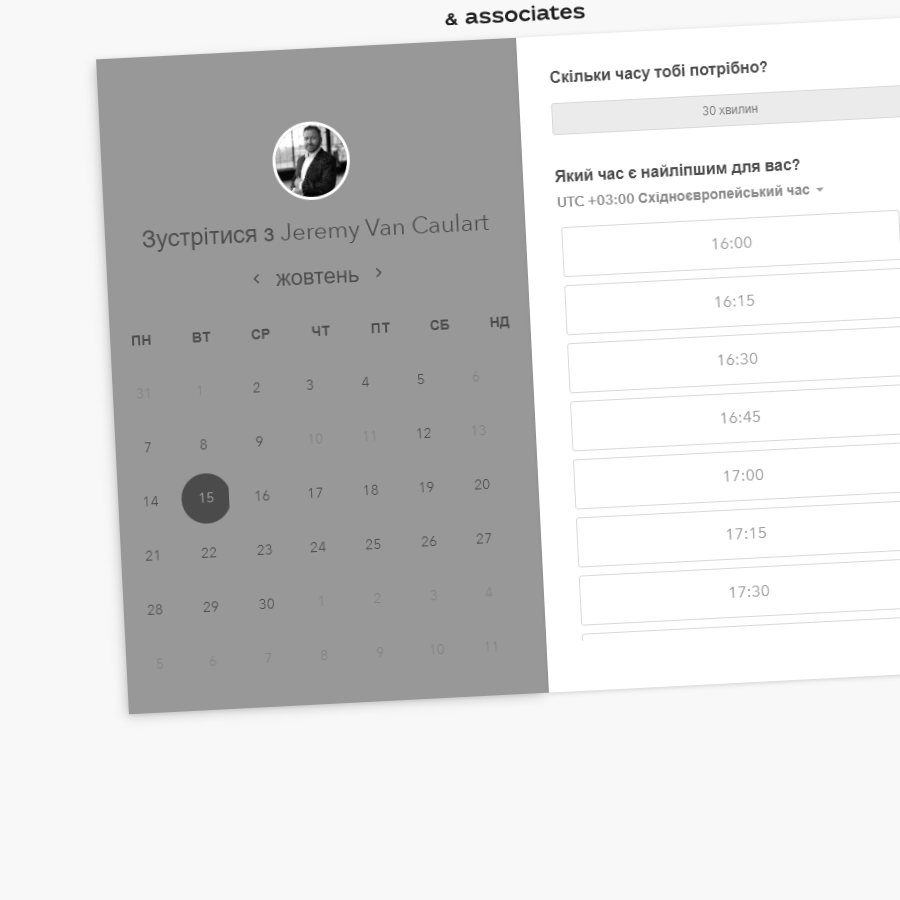 & associates
Зустрітися з Jeremy Van Caulart
жовтень
ПН ВТ СР ЧТ ПТ СБ НД
31 1 2 3 4 5 6
7 8 9 10 11 12 13
14 15 16 17 18 19 20
21 22 23 24 25 26 27
28 29 30 1 2 3 4
5 6 7 8 9 10 11
Скільки часу тобі потрібно?
30 хвилин
Який час є найліпшим для вас?
UTC +03:00 Східноєвропейський час
16:00
16:15
16:30
16:45
17:00
17:15
17:30